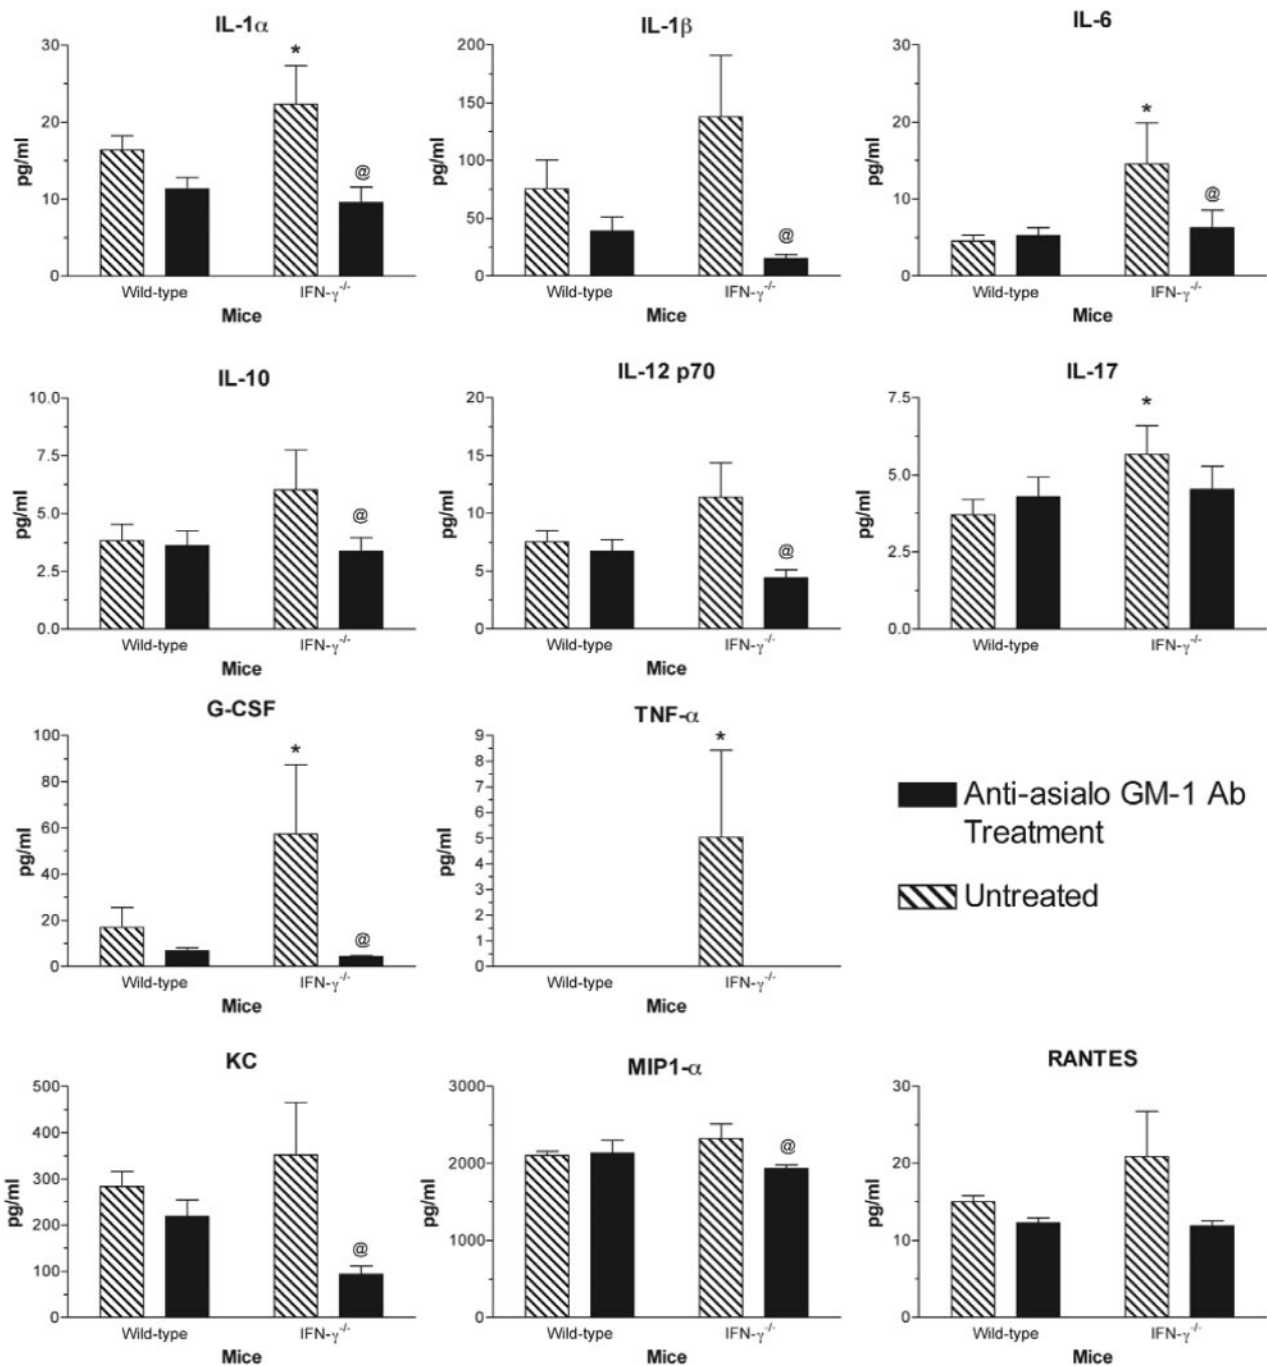 IL-1α
30
20
10
0
pg/ml
*
@
Wild-type
IFN-γ-/-
Mice
IL-1β
200
150
100
50
0
pg/ml
@
Wild-type
IFN-γ-/-
Mice
IL-6
30
20
10
0
pg/ml
*
@
Wild-type
IFN-γ-/-
Mice
IL-10
10.0
7.5
5.0
2.5
0.0
pg/ml
@
Wild-type
IFN-γ-/-
Mice
IL-12 p70
20
15
10
5
0
pg/ml
@
Wild-type
IFN-γ-/-
Mice
IL-17
7.5
5.0
2.5
0.0
pg/ml
*
Wild-type
IFN-γ-/-
G-CSF
100
80
60
40
20
0
pg/ml
*
@
Wild-type
IFN-γ-/-
Mice
TNF-α
9
8
7
6
5
4
3
2
1
0
pg/ml
*
Wild-type
IFN-γ-/-
Mice
Anti-asialo GM-1 Ab
Treatment
Untreated
KC
500
400
300
200
100
0
pg/ml
@
Wild-type
IFN-γ-/-
Mice
MIP1-α
3000
2000
1000
0
pg/ml
@
Wild-type
IFN-γ-/-
Mice
RANTES
30
20
10
0
pg/ml
Wild-type
IFN-γ-/-
Mice